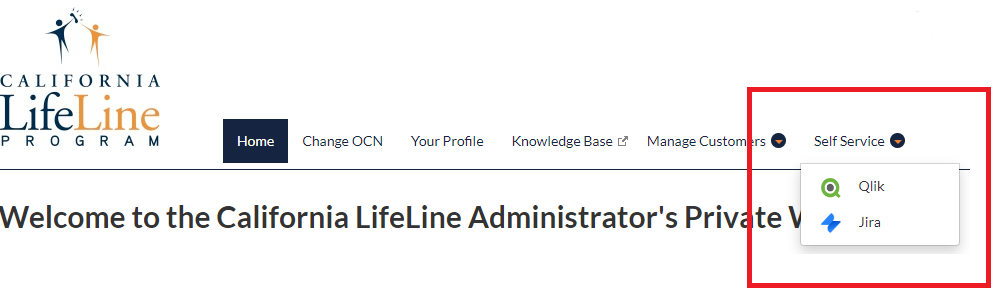 CALIFORNIA
LifeLine
PROGRAM
Home Change OCN Your Profile Knowledge Base Manage Customers Self Service
Qlik
Jira
Welcome to the California LifeLine Administrator's Private W